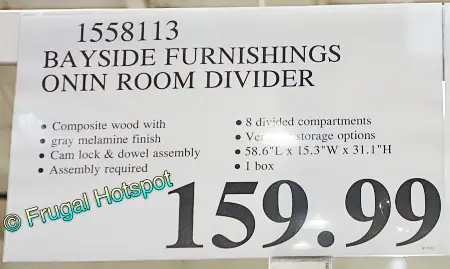 1558113
BAYSIDE FURNISHINGS
ONIN ROOM DIVIDER
• Composite wood with
• gray melamine finish
• Cam lock & dowel assembly
• Assembly required
• 8 divided compartments
• storage options
• 58.6"L x 15.3"W x 31.1"H
• 1 box
159.99
© Frugal Hotspot